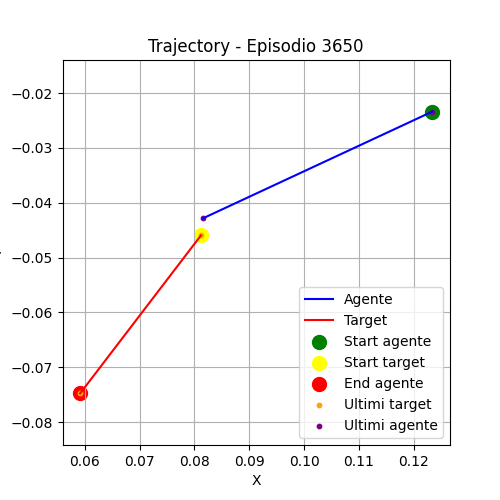 Trajectory - Episodio 3650
−0.02
−0.03
−0.04
−0.05
−0.06
−0.07
−0.08
Agente
Target
Start agente
Start target
End agente
Ultimi target
Ultimi agente
0.06 0.07 0.08 0.09 0.10 0.11 0.12
X